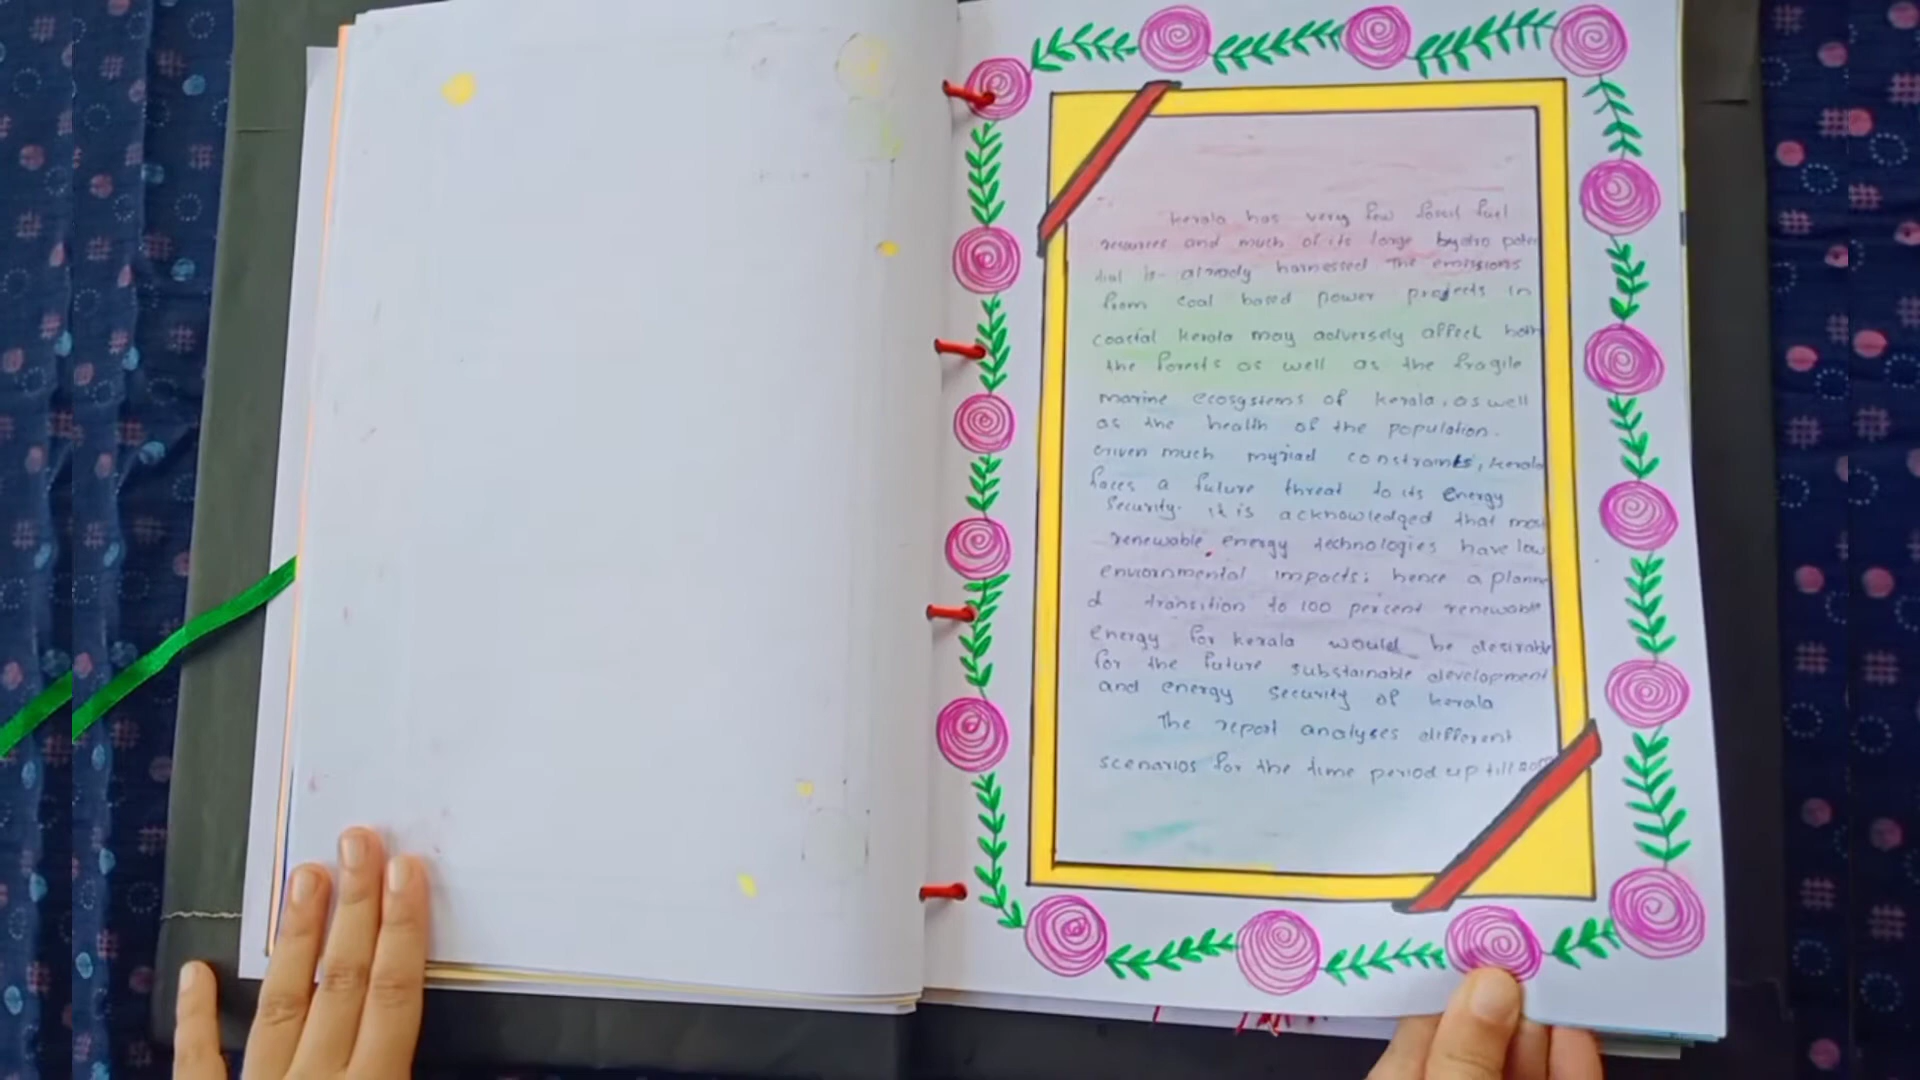 Kerala has very few fossil fuel
resources and much of its large hydro poten
tial is already harnessed The emissions
from coal based power projects in
coastal kerala may adversely affect both
the forests as well as the fragile
marine ecosystems of kerala, as well
as the health of the population.
Given much myriad constraints, kerala
faces a future threat to its energy
security. it is acknowledged that most
renewable energy technologies have low
enviornmental impacts; hence a planne
d transition to 100 percent renewable
energy for kerala would be desirable
for the future substainable development
and energy security of kerala
The report analyses different
scenarios for the time period up till